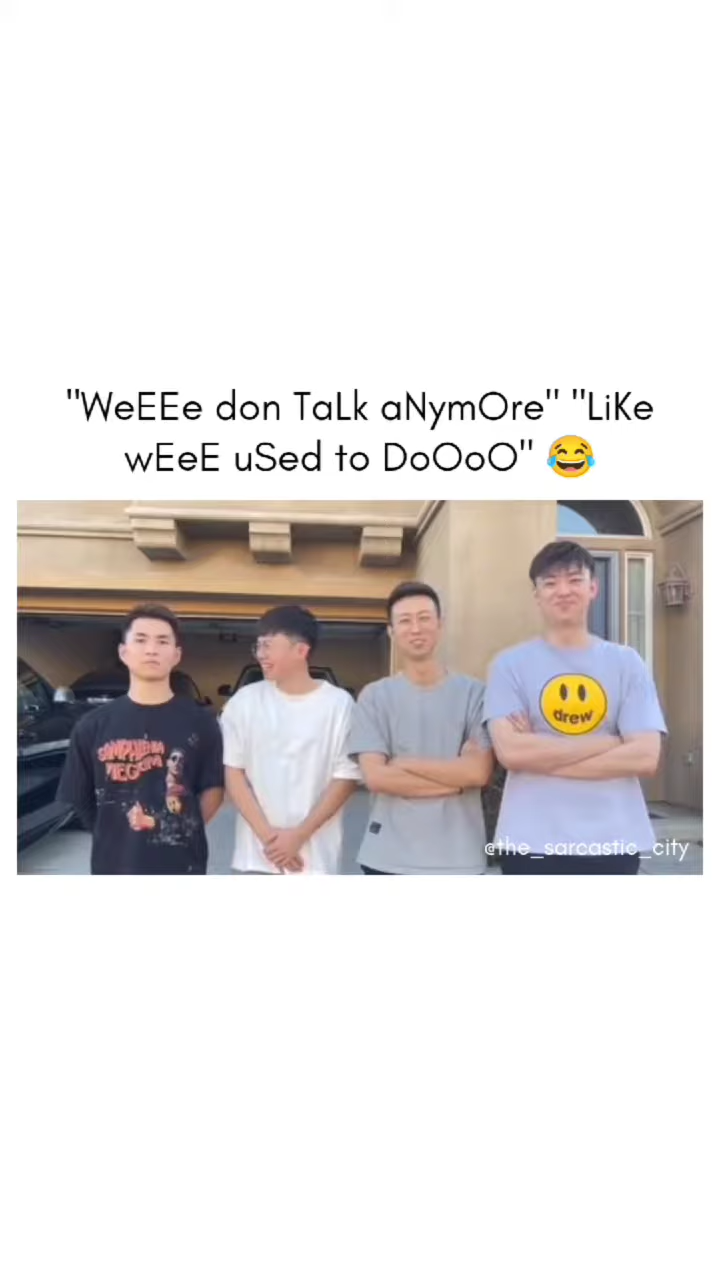 "WeEEe don TaLk aNymOre" "LiKe
wEeE uSed to DoOoO" 😂
drew
@the_sarcastic_city